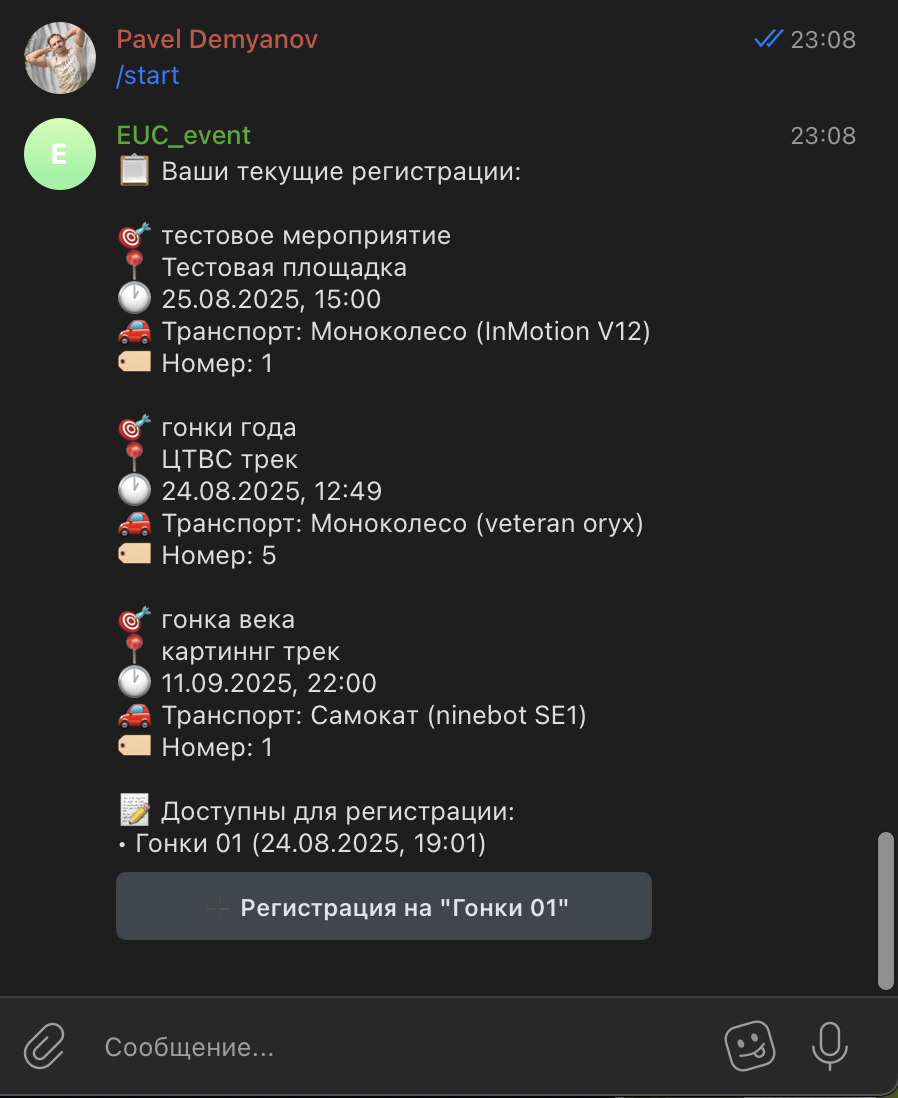 Pavel Demyanov
23:08
/start
E
EUC_event
23:08
Ваши текущие регистрации:
тестовое мероприятие
Тестовая площадка
25.08.2025, 15:00
Транспорт: Моноколесо (InMotion V12)
Номер: 1
гонки года
ЦТВС трек
24.08.2025, 12:49
Транспорт: Моноколесо (veteran oryx)
Номер: 5
гонка века
картиннг трек
11.09.2025, 22:00
Транспорт: Самокат (ninebot SE1)
Номер: 1
Доступны для регистрации:
• Гонки 01 (24.08.2025, 19:01)
Регистрация на "Гонки 01"
Сообщение...